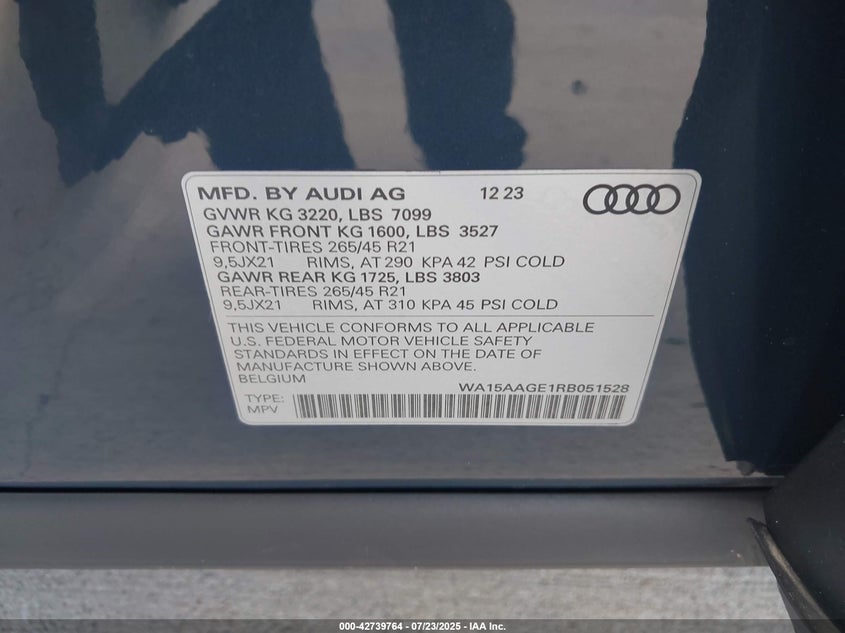 MFD. BY AUDI AG 12 23
GVWR KG 3220, LBS 7099
GAWR FRONT KG 1600, LBS 3527
FRONT-TIRES 265/45 R21
9,5JX21 RIMS, AT 290 KPA 42 PSI COLD
GAWR REAR KG 1725, LBS 3803
REAR-TIRES 265/45 R21
9,5JX21 RIMS, AT 310 KPA 45 PSI COLD
THIS VEHICLE CONFORMS TO ALL APPLICABLE
U.S. FEDERAL MOTOR VEHICLE SAFETY
STANDARDS IN EFFECT ON THE DATE OF
MANUFACTURE SHOWN ABOVE.
BELGIUM WA15AAGE1RB051528
TYPE:
MPV
000-42739764 - 07/23/2025 - IAA Inc.